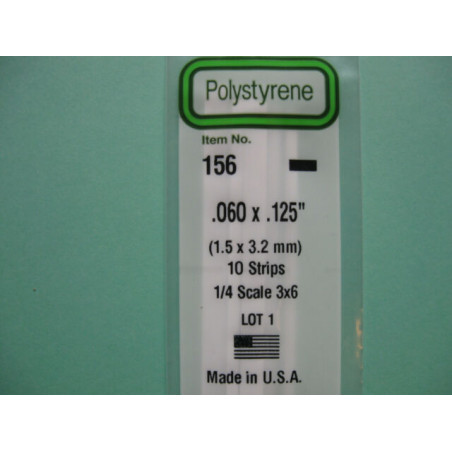 Polystyrene
Item No.
156
.060 x .125"
(1.5 x 3.2 mm)
10 Strips
1/4 Scale 3x6
LOT 1
Made in U.S.A.